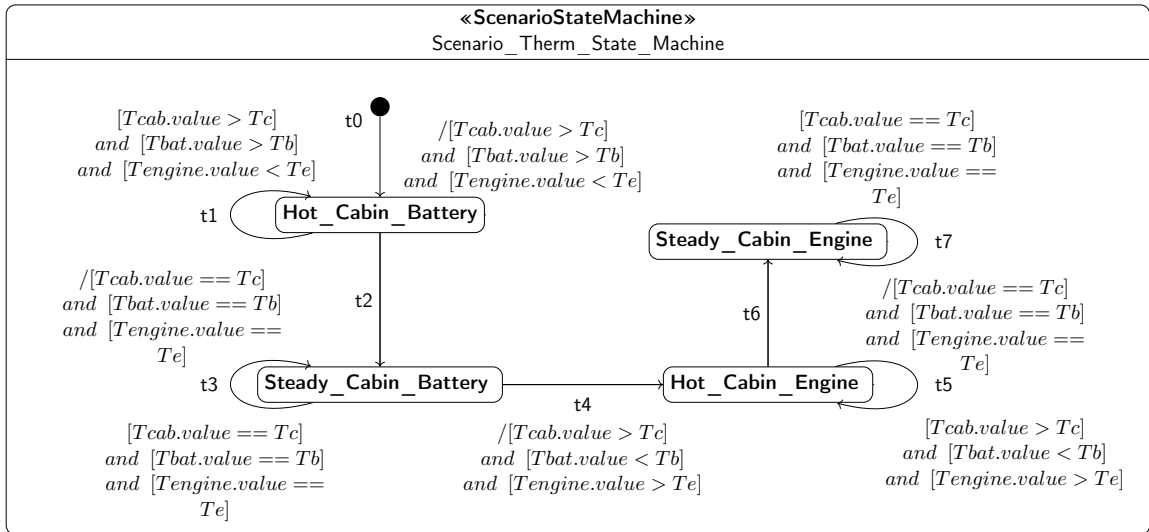 «ScenarioStateMachine»
Scenario_Therm_State_Machine
[Tcab.value > Tc]
and [Tbat.value > Tb]
and [Tengine.value < Te]
t0
/[Tcab.value > Tc]
and [Tbat.value > Tb]
and [Tengine.value < Te]
[Tcab.value == Tc]
and [Tbat.value == Tb]
and [Tengine.value ==
Te]
t1
Hot_Cabin_Battery
Steady_Cabin_Engine
t7
/[Tcab.value == Tc]
and [Tbat.value == Tb]
and [Tengine.value ==
Te]
t2
t6
/[Tcab.value == Tc]
and [Tbat.value == Tb]
and [Tengine.value ==
Te]
t3
Steady_Cabin_Battery
t4
Hot_Cabin_Engine
t5
[Tcab.value == Tc]
and [Tbat.value == Tb]
and [Tengine.value ==
Te]
/[Tcab.value > Tc]
and [Tbat.value < Tb]
and [Tengine.value > Te]
[Tcab.value > Tc]
and [Tbat.value < Tb]
and [Tengine.value > Te]